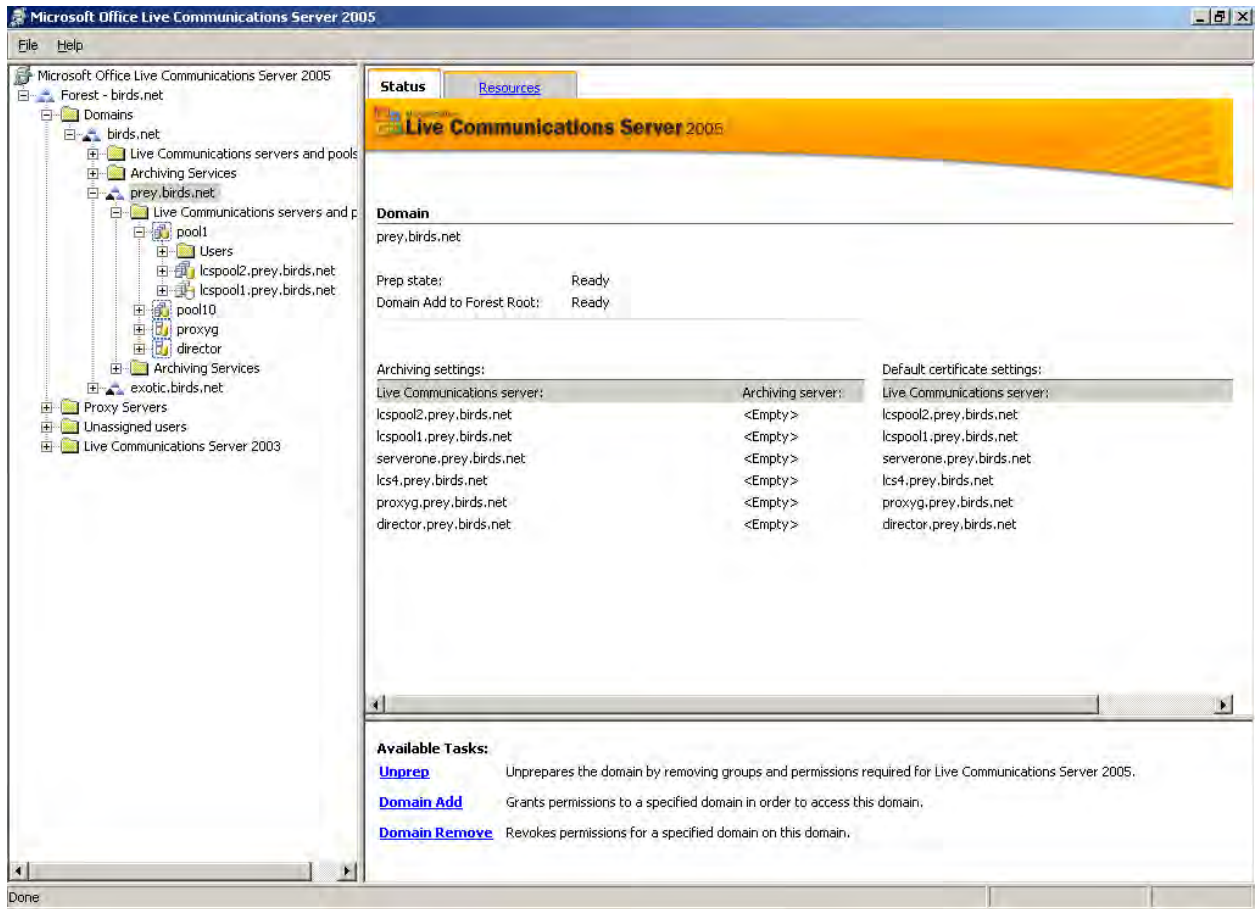 Microsoft Office Live Communications Server 2005
File Help
Microsoft Office Live Communications Server 2005
Forest - birds.net
Domains
birds.net
Live Communications servers and pools
Archiving Services
prey.birds.net
Live Communications servers and p
pool1
Users
lcspool2.prey.birds.net
lcspool1.prey.birds.net
pool10
proxyg
director
Archiving Services
exotic.birds.net
Proxy Servers
Unassigned users
Live Communications Server 2003
Status Resources
Live Communications Server 2005
Domain
prey.birds.net
Prep state: Ready
Domain Add to Forest Root: Ready
Archiving settings: Default certificate settings:
Live Communications server: Archiving server: Live Communications server:
lcspool2.prey.birds.net <Empty> lcspool2.prey.birds.net
lcspool1.prey.birds.net <Empty> lcspool1.prey.birds.net
serverone.prey.birds.net <Empty> serverone.prey.birds.net
lcs4.prey.birds.net <Empty> lcs4.prey.birds.net
proxyg.prey.birds.net <Empty> proxyg.prey.birds.net
director.prey.birds.net <Empty> director.prey.birds.net
Available Tasks:
Unprep Unprepares the domain by removing groups and permissions required for Live Communications Server 2005.
Domain Add Grants permissions to a specified domain in order to access this domain.
Domain Remove Revokes permissions for a specified domain on this domain.
Done